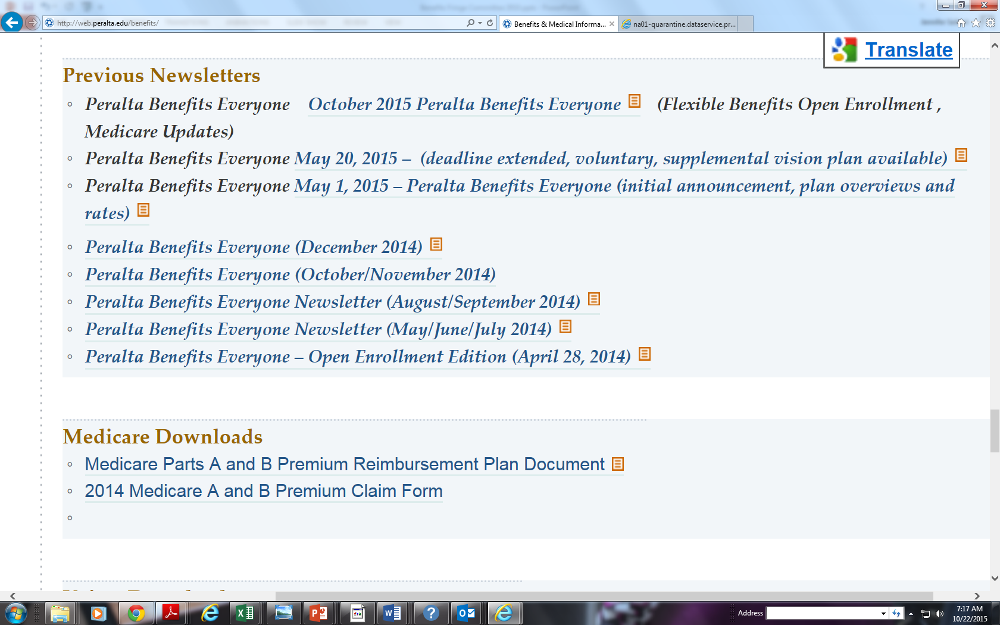 http://web.peralta.edu/benefits/
Benefits & Medical Informa...
na01-quarantine.dataservice.pr...
Translate
Previous Newsletters
Peralta Benefits Everyone October 2015 Peralta Benefits Everyone (Flexible Benefits Open Enrollment ,
Medicare Updates)
Peralta Benefits Everyone May 20, 2015 – (deadline extended, voluntary, supplemental vision plan available)
Peralta Benefits Everyone May 1, 2015 – Peralta Benefits Everyone (initial announcement, plan overviews and
rates)
Peralta Benefits Everyone (December 2014)
Peralta Benefits Everyone (October/November 2014)
Peralta Benefits Everyone Newsletter (August/September 2014)
Peralta Benefits Everyone Newsletter (May/June/July 2014)
Peralta Benefits Everyone – Open Enrollment Edition (April 28, 2014)
Medicare Downloads
Medicare Parts A and B Premium Reimbursement Plan Document
2014 Medicare A and B Premium Claim Form
Address
7:17 AM
10/22/2015